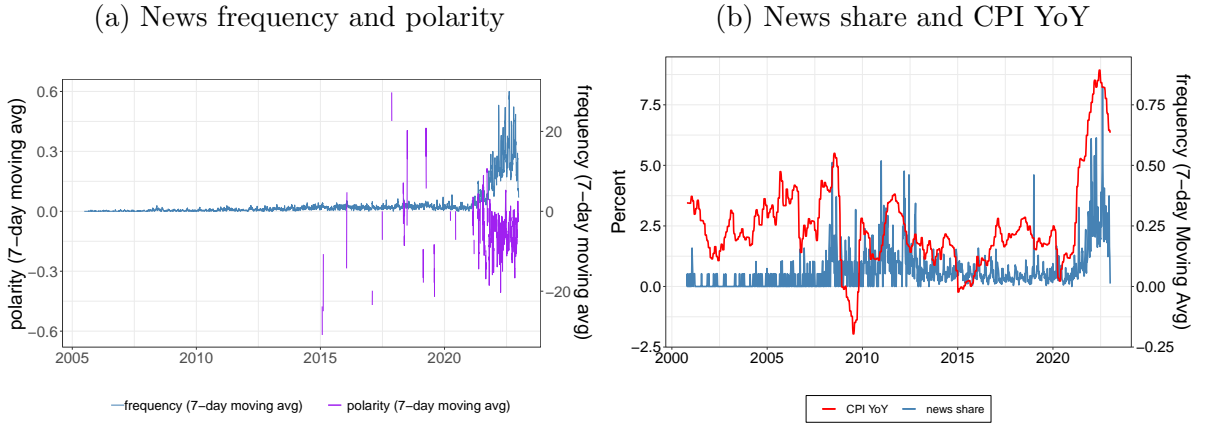 (a) News frequency and polarity
polarity (7−day moving avg)
0.6
0.3
0.0
−0.3
−0.6
20
0
−20
frequency (7−day moving avg)
2005
2010
2015
2020
frequency (7−day moving avg)
polarity (7−day moving avg)
(b) News share and CPI YoY
Percent
7.5
5.0
2.5
0.0
−2.5
0.75
0.50
0.25
0.00
−0.25
frequency (7−day Moving Avg)
2000
2005
2010
2015
2020
CPI YoY
news share